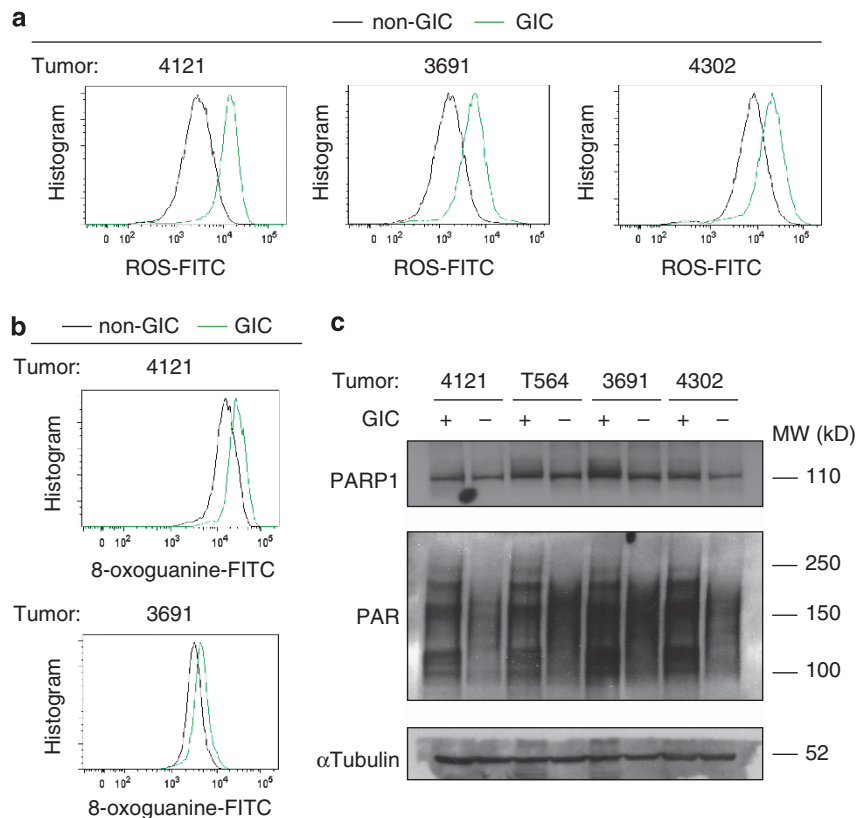 a
non-GIC GIC
Tumor: 4121 3691 4302
Histogram Histogram Histogram
0 10² 10³ 10⁴ 10⁵ 0 10² 10³ 10⁴ 10⁵ 0 10² 10³ 10⁴ 10⁵
ROS-FITC ROS-FITC ROS-FITC
b
non-GIC GIC
Tumor: 4121
Histogram
0 10² 10³ 10⁴ 10⁵
8-oxoguanine-FITC
Tumor: 3691
Histogram
0 10² 10³ 10⁴ 10⁵
8-oxoguanine-FITC
c
Tumor: 4121 T564 3691 4302
GIC + − + − + − + −
MW (kD)
PARP1 — 110
PAR
— 250
— 150
— 100
αTubulin — 52